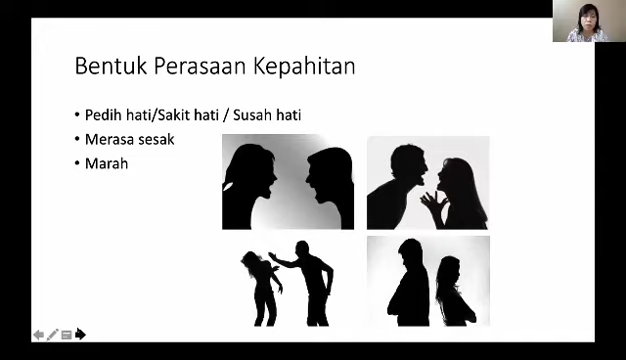 Bentuk Perasaan Kepahitan
• Pedih hati/Sakit hati / Susah hati
• Merasa sesak
• Marah